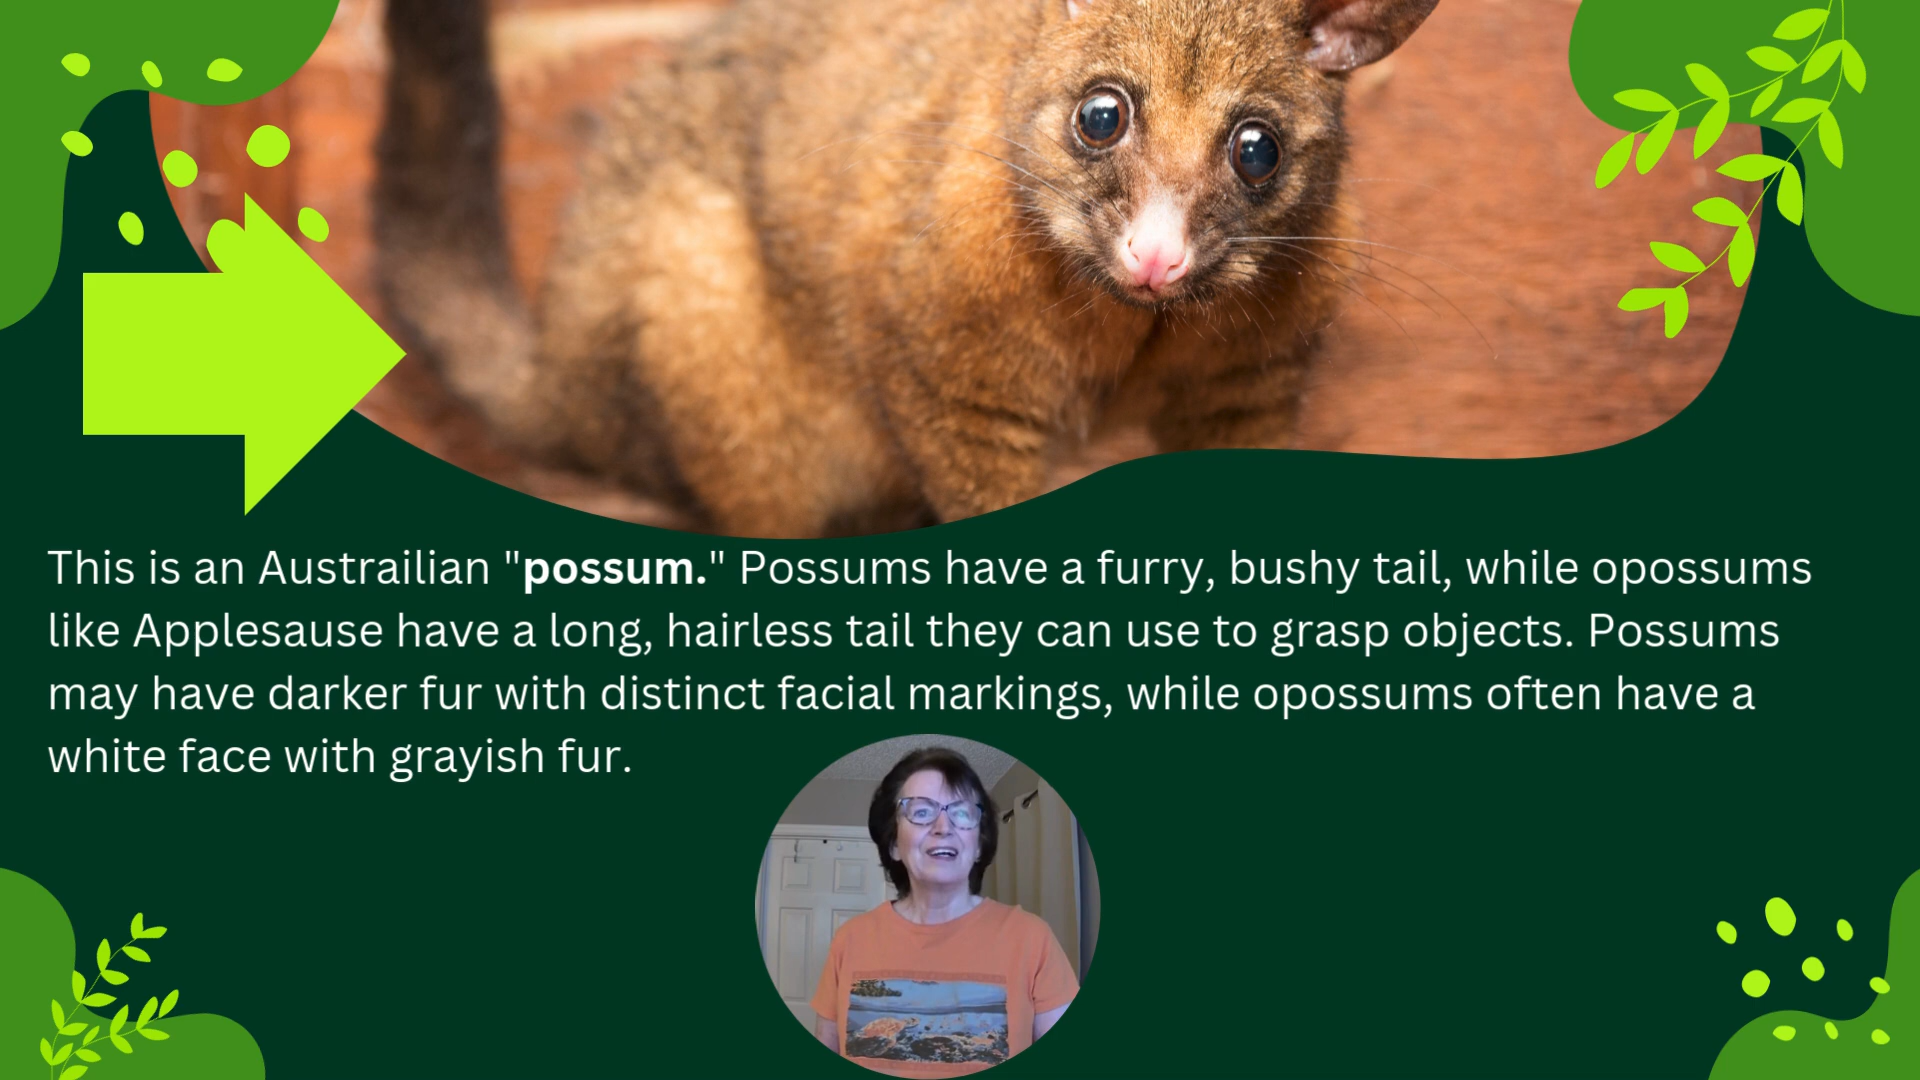 This is an Austrailian "possum." Possums have a furry, bushy tail, while opossums
like Applesause have a long, hairless tail they can use to grasp objects. Possums
may have darker fur with distinct facial markings, while opossums often have a
white face with grayish fur.